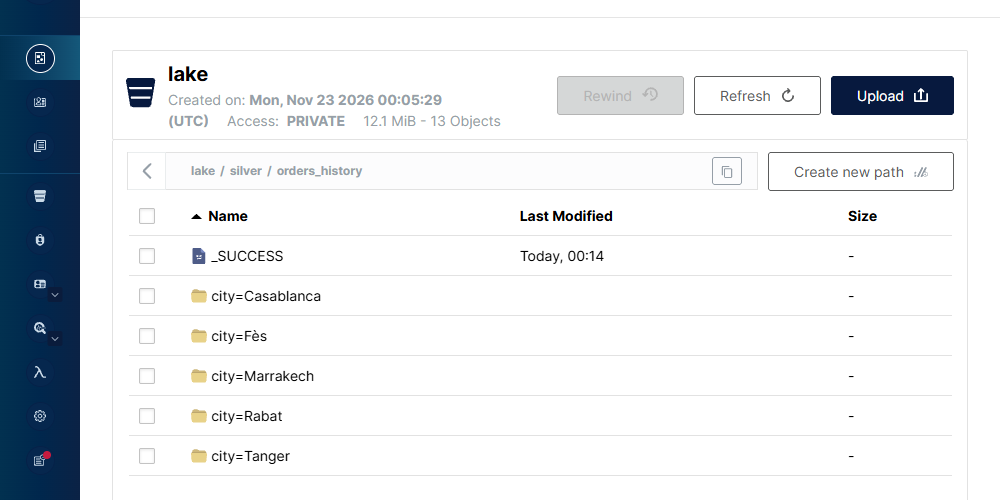 lake
Created on: Mon, Nov 23 2026 00:05:29 (UTC) Access: PRIVATE 12.1 MiB - 13 Objects
Rewind
Refresh
Upload
lake / silver / orders_history
Create new path
Name Last Modified Size
_SUCCESS Today, 00:14 -
city=Casablanca -
city=Fès -
city=Marrakech -
city=Rabat -
city=Tanger -